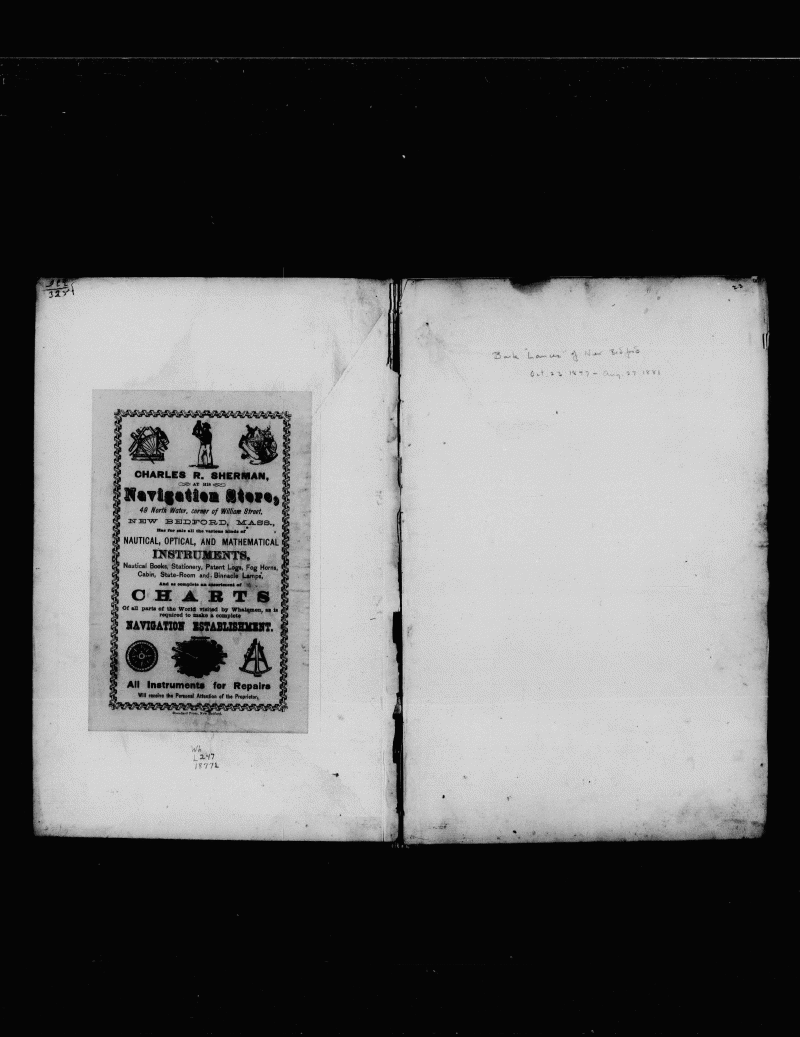 CHARLES R. SHERMAN,
AT HIS
Navigation Store,
48 North Water, corner of William Street,
NEW BEDFORD, MASS.,
Has for sale all the various kinds of
NAUTICAL, OPTICAL, AND MATHEMATICAL
INSTRUMENTS,
Nautical Books, Stationery, Patent Logs, Fog Horns,
Cabin, State-Room and Binnacle Lamps,
And as complete an assortment of
CHARTS
Of all parts of the World visited by Whalemen, as is
required to make a complete
NAVIGATION ESTABLISHMENT.
All Instruments for Repairs
Will receive the Personal Attention of the Proprietor,
Wh
L247
1877L
23
Bark "Lancer" of New Bedford
Oct. 23 1877 - Aug. 27 1881